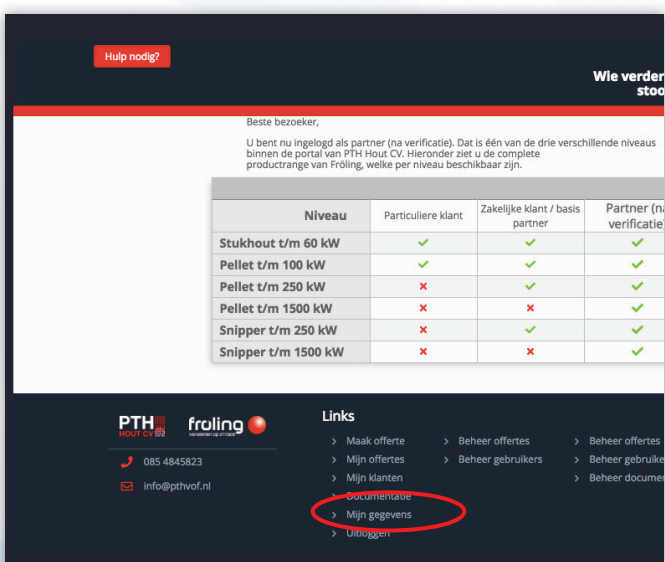 Hulp nodig?
Wie verder
stoo
Beste bezoeker,
U bent nu ingelogd als partner (na verificatie). Dat is één van de drie verschillende niveaus
binnen de portal van PTH Hout CV. Hieronder ziet u de complete
productrange van Fröling, welke per niveau beschikbaar zijn.
Niveau Particuliere klant Zakelijke klant / basis partner Partner (na verificatie)
Stukhout t/m 60 kW ✓ ✓ ✓
Pellet t/m 100 kW ✓ ✓ ✓
Pellet t/m 250 kW × ✓ ✓
Pellet t/m 1500 kW × × ✓
Snipper t/m 250 kW × ✓ ✓
Snipper t/m 1500 kW × × ✓
PTH
HOUT CV
froling
085 4845823
info@pthvof.nl
Links
> Maak offerte
> Mijn offertes
> Mijn klanten
> Documentatie
> Mijn gegevens
> Uitloggen
> Beheer offertes
> Beheer gebruikers
> Beheer offertes
> Beheer gebruike
> Beheer documen